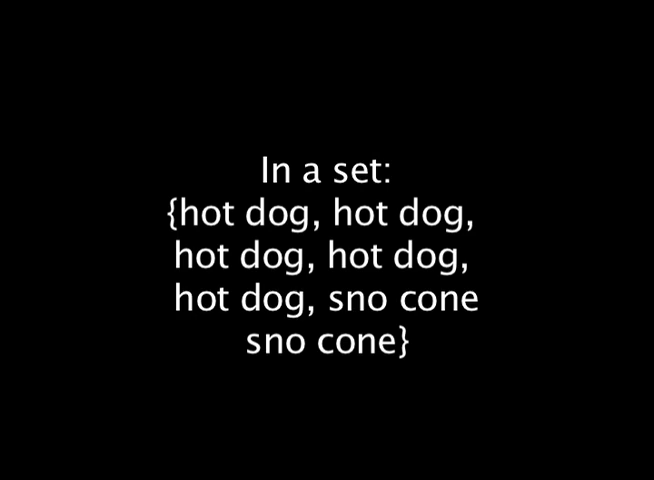 In a set:
{hot dog, hot dog,
hot dog, hot dog,
hot dog, sno cone
sno cone}